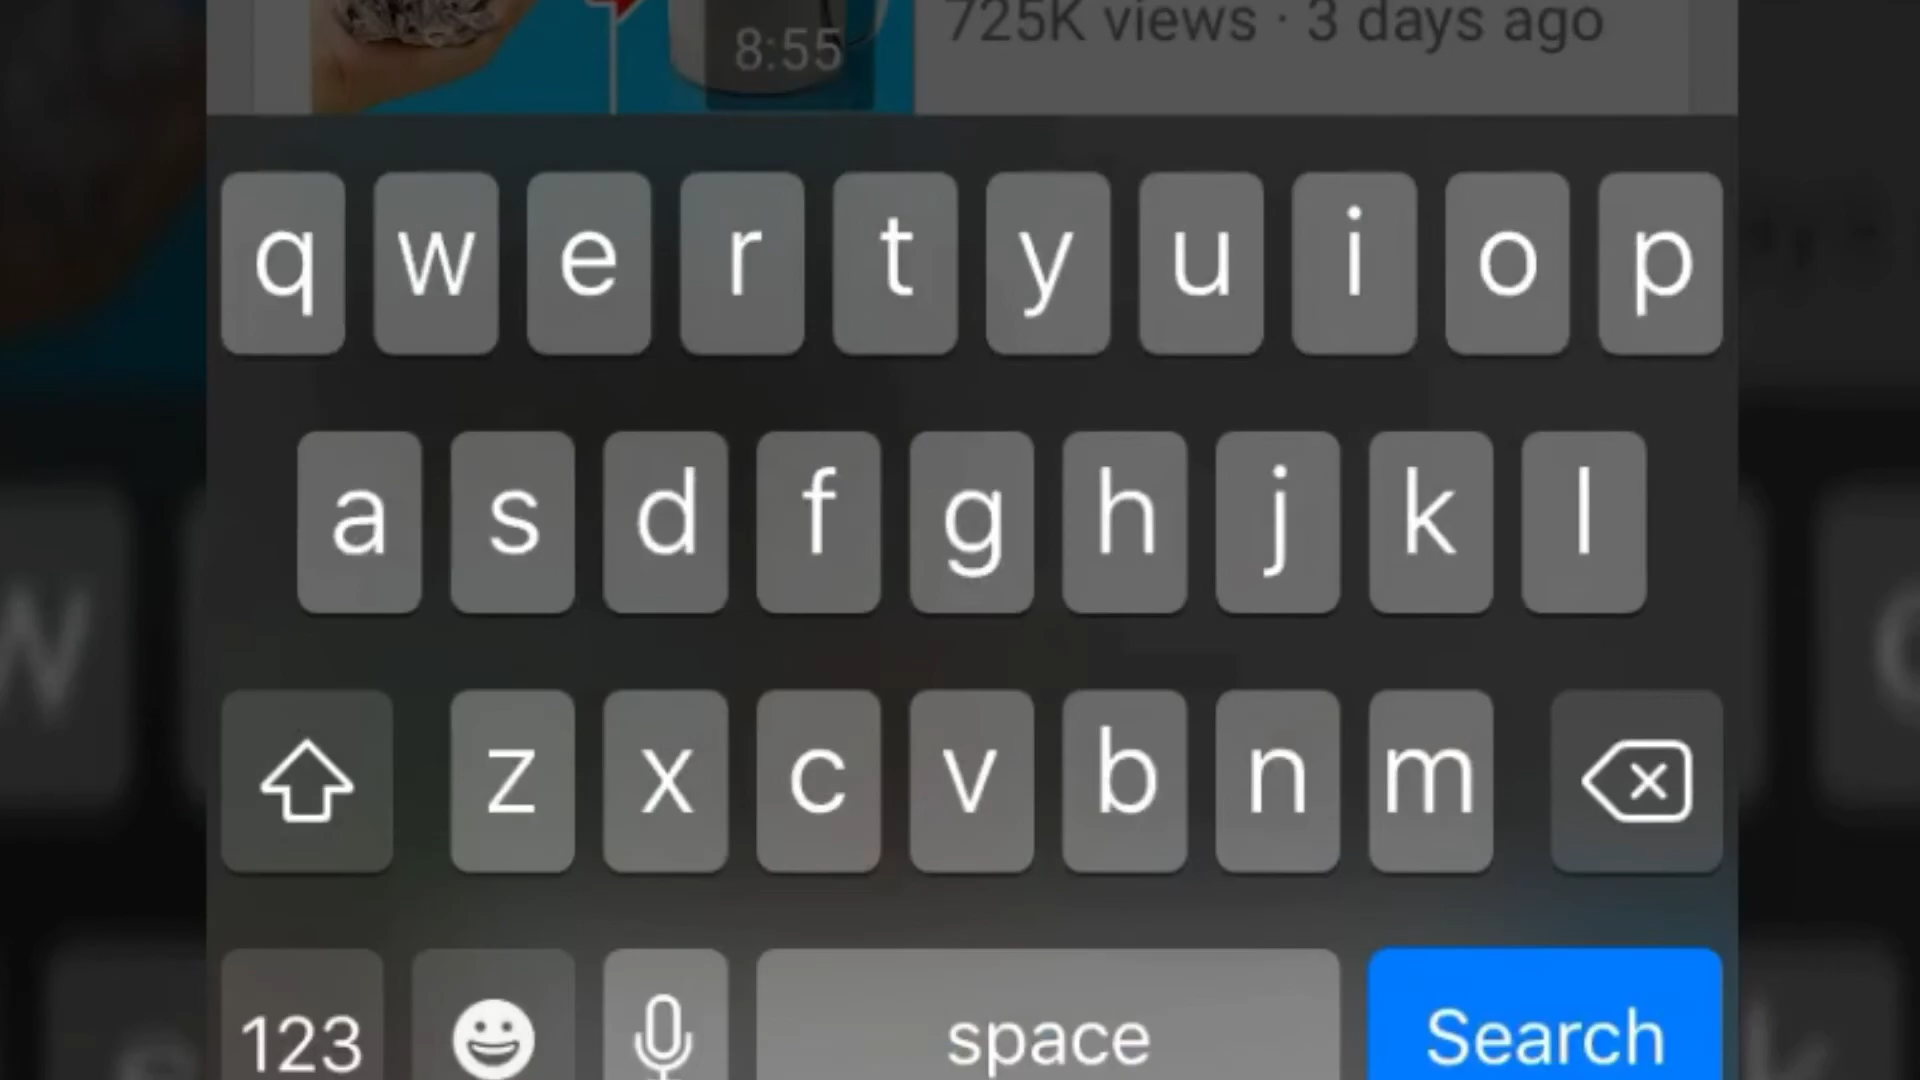 8:55
725K views · 3 days ago
q w e r t y u i o p
a s d f g h j k l
z x c v b n m
123 space Search